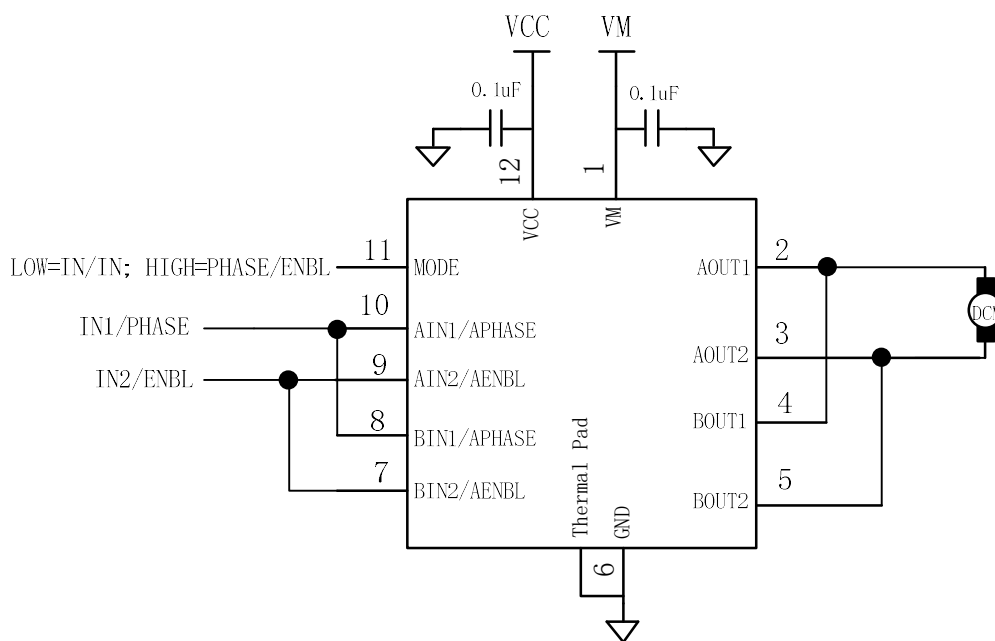 VCC
VM
0.1uF
0.1uF
12
1
VCC
VM
LOW=IN/IN; HIGH=PHASE/ENBL
11
MODE
IN1/PHASE
10
AIN1/APHASE
IN2/ENBL
9
AIN2/AENBL
8
BIN1/APHASE
7
BIN2/AENBL
2
AOUT1
3
AOUT2
4
BOUT1
5
BOUT2
Thermal Pad
GND
6